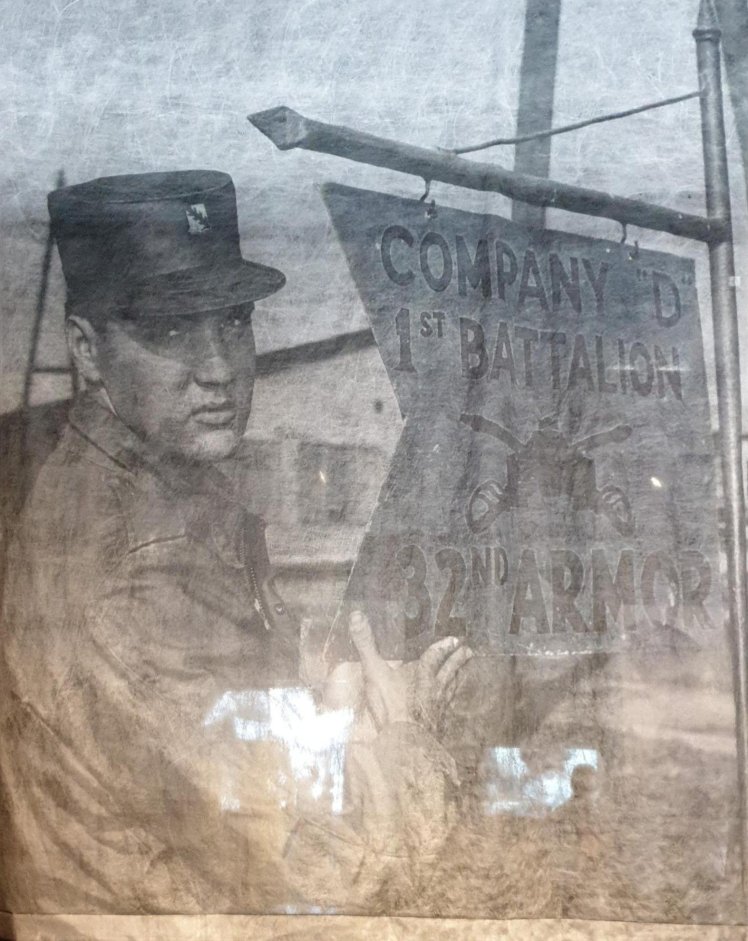 COMPANY "D"
1ST BATTALION
32ND ARMOR